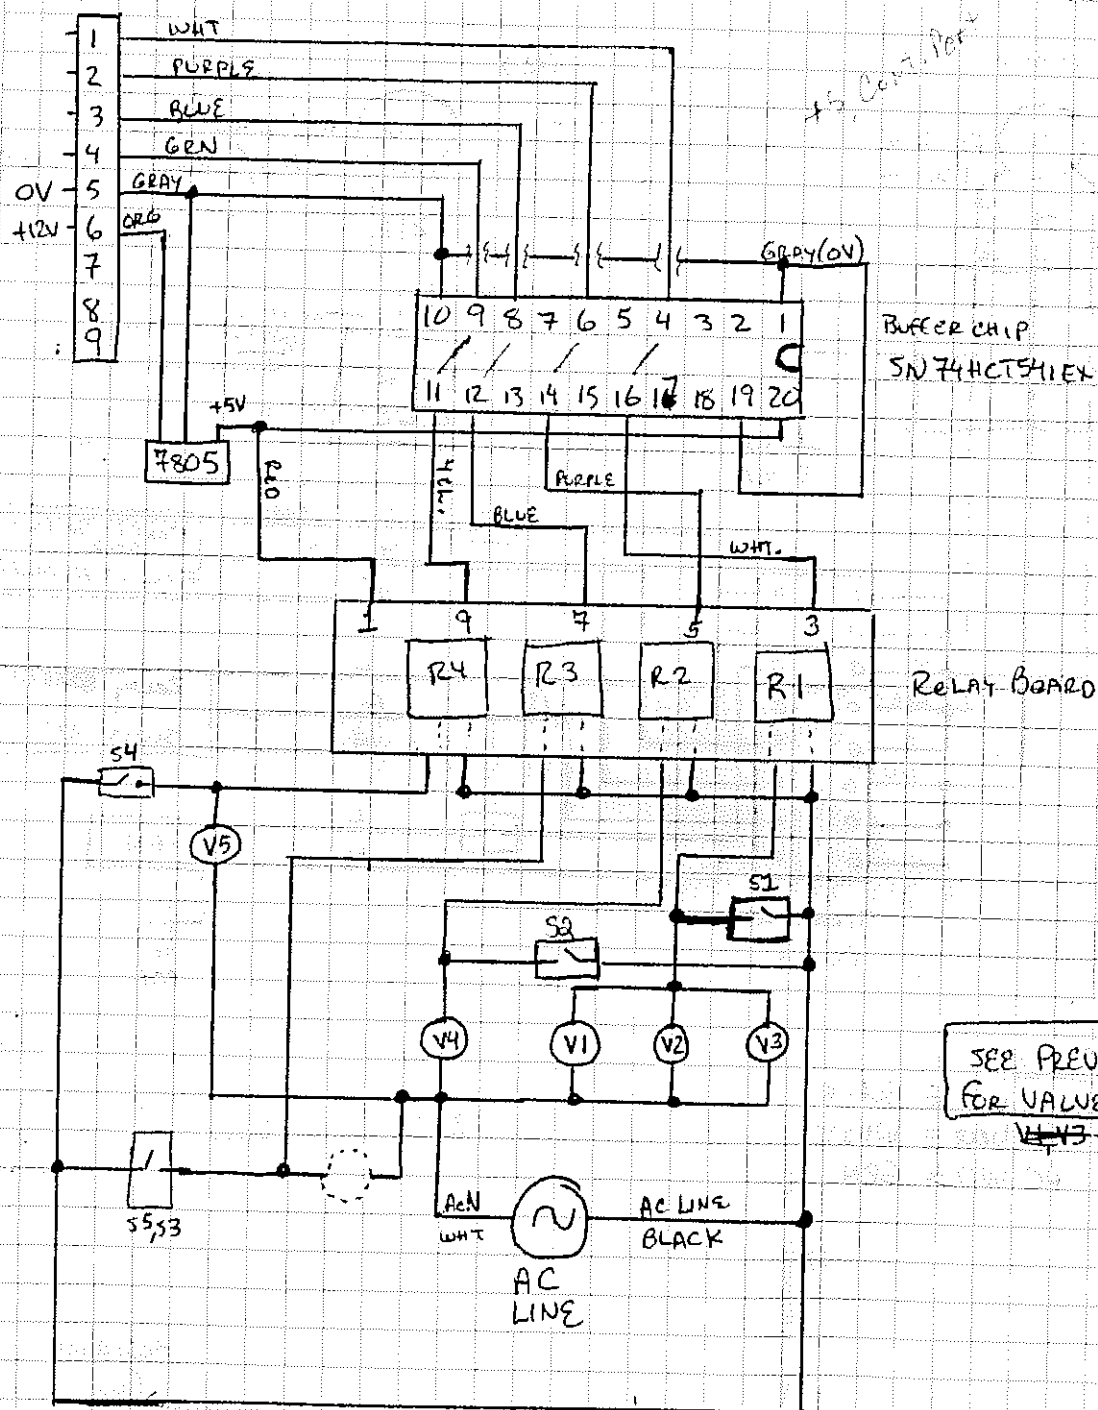 1 WHT
2 PURPLE
3 BLUE
4 GRN
0V 5 GRAY
+12V 6 ORG
7
8
9
+5 Cont. Port
GRAY(0V)
10 9 8 7 6 5 4 3 2 1
11 12 13 14 15 16 17 18 19 20
BUFFER CHIP
SN74HCT541EX
+5V
7805
RED
YEL.
BLUE
PURPLE
WHT.
1 9 7 5 3
R4 R3 R2 R1
RELAY BOARD
S4
V5
S1
S2
V4 V1 V2 V3
SEE PREV
FOR VALVE
V1-V3
S5,S3
ACN
WHT
AC LINE
BLACK
AC
LINE